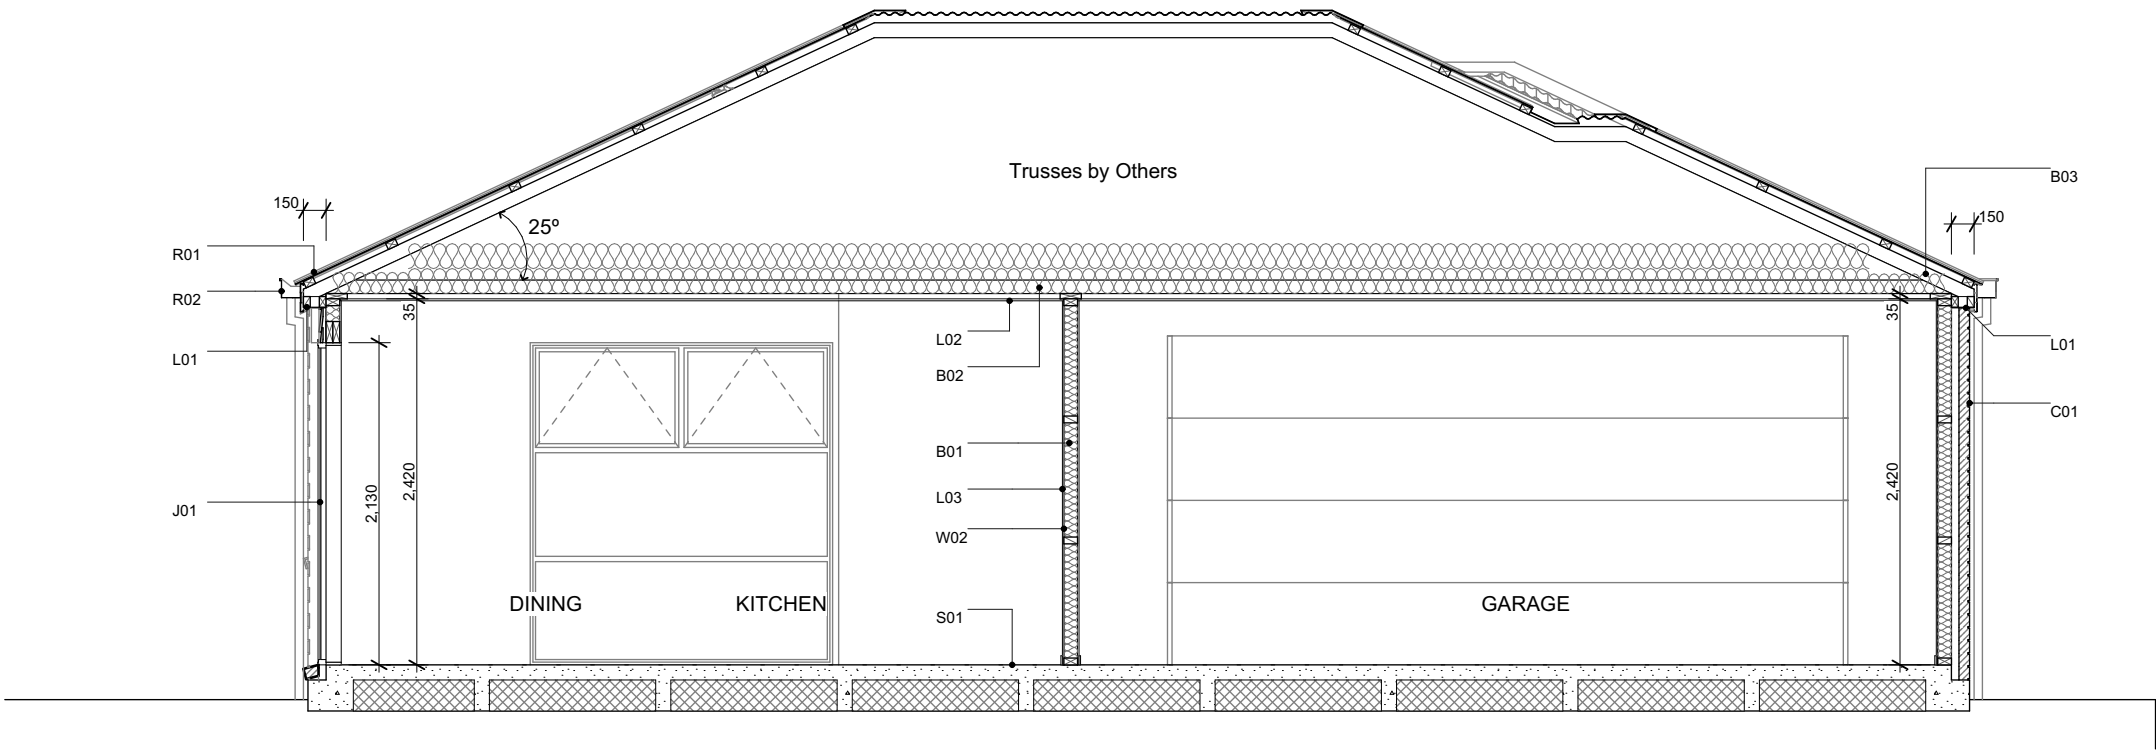 Trusses by Others
B03
150
150
25º
R01
R02
35
35
L02
L01
L01
B02
C01
B01
2,420
2,420
L03
2,130
J01
W02
DINING
KITCHEN
GARAGE
S01